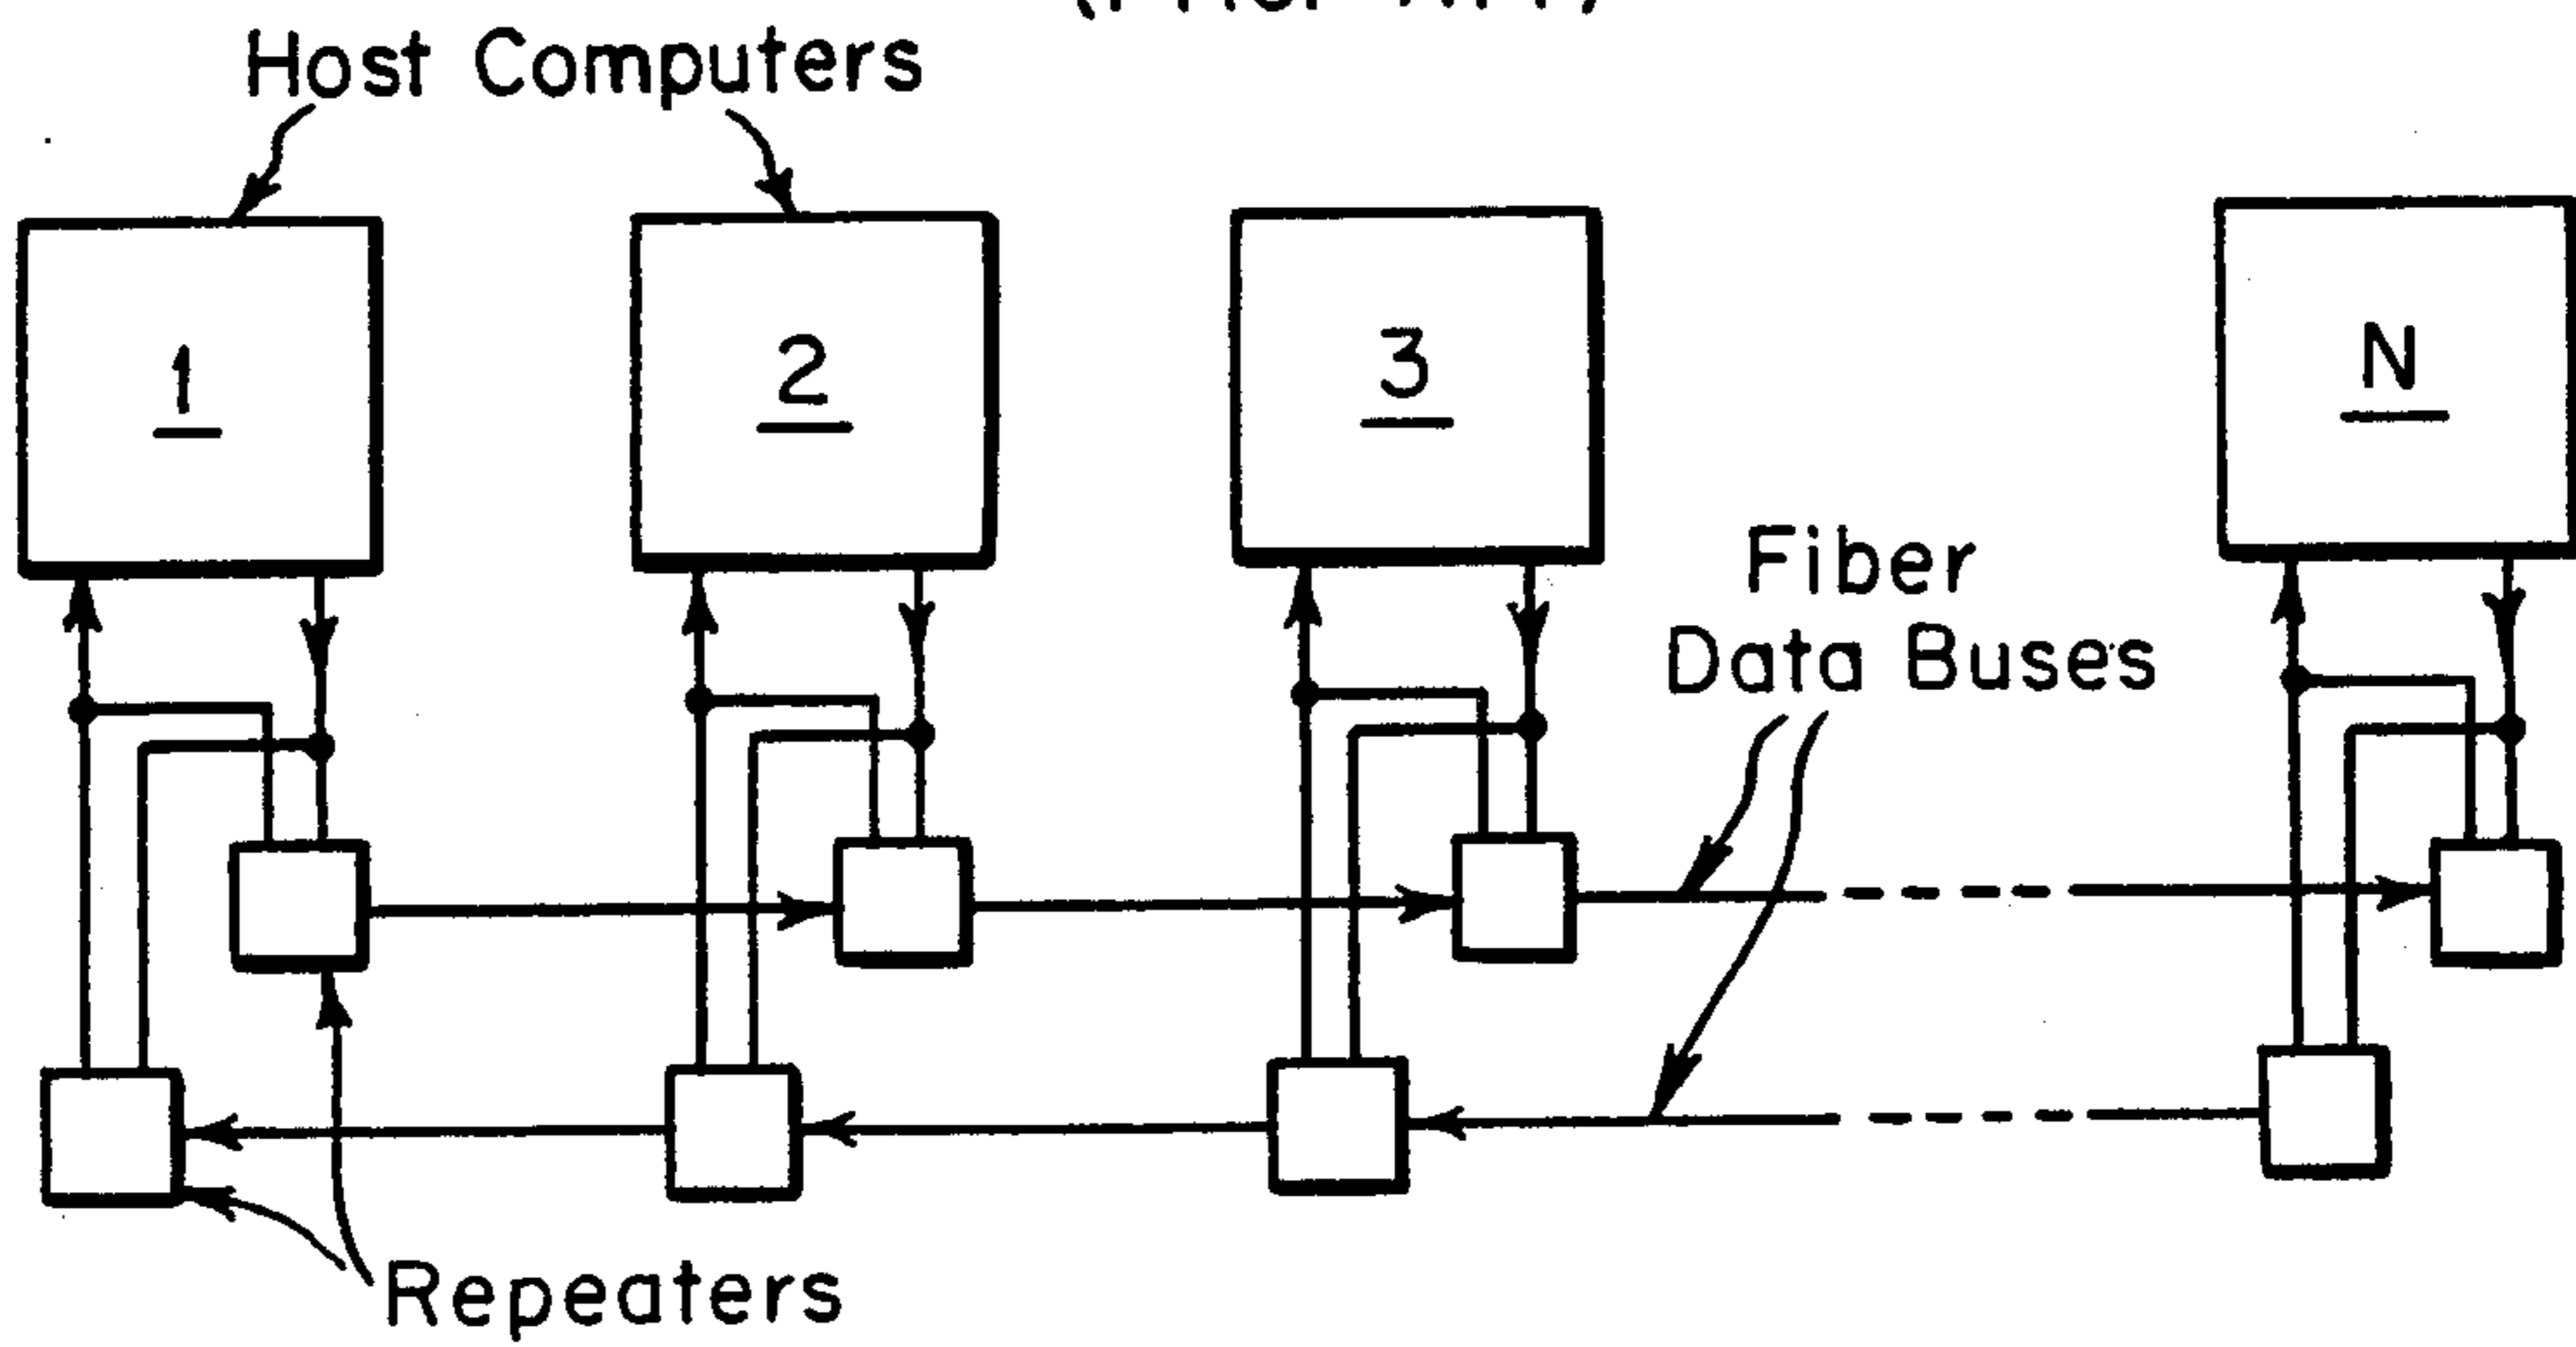 Host Computers
1
2
3
N
Fiber
Data Buses
Repeaters